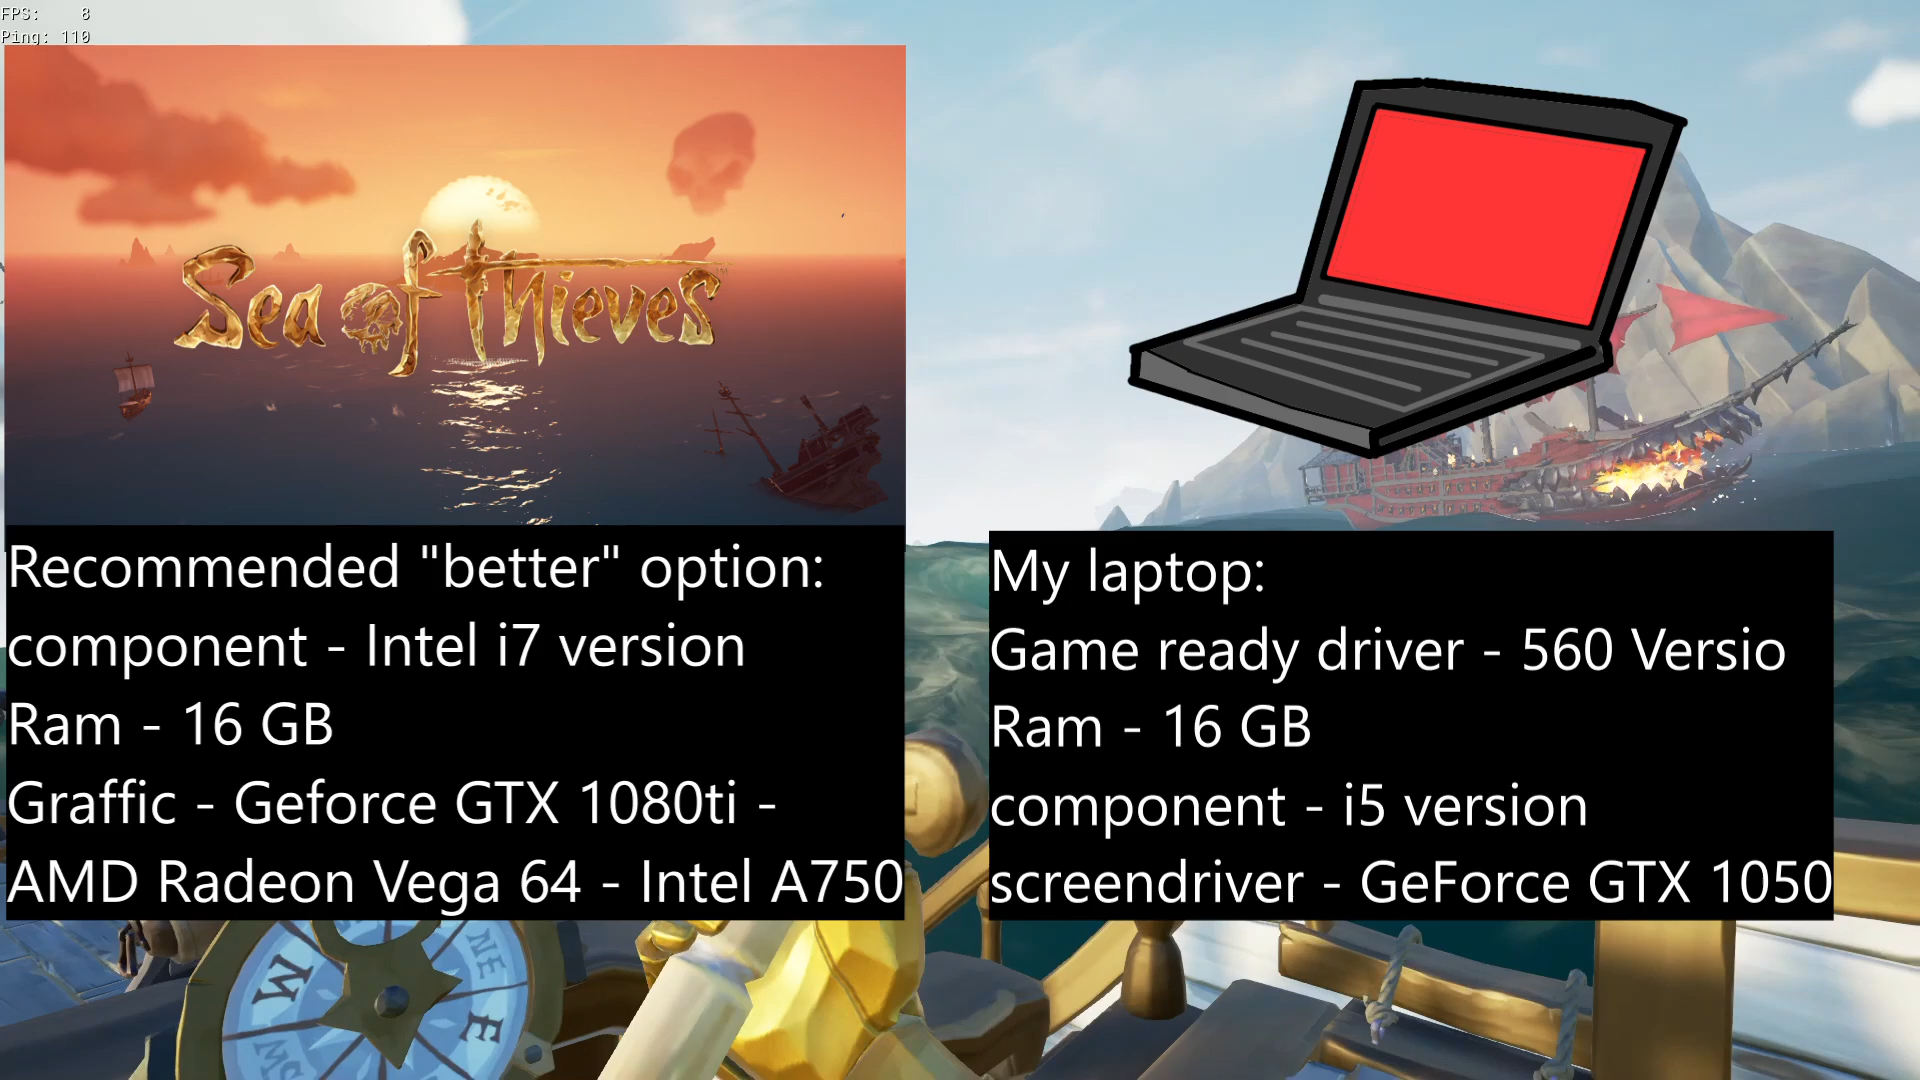 FPS: 8
Ping: 110
Sea of Thieves
Recommended "better" option:
component - Intel i7 version
Ram - 16 GB
Graffic - Geforce GTX 1080ti -
AMD Radeon Vega 64 - Intel A750
My laptop:
Game ready driver - 560 Versio
Ram - 16 GB
component - i5 version
screendriver - GeForce GTX 1050
NE
E